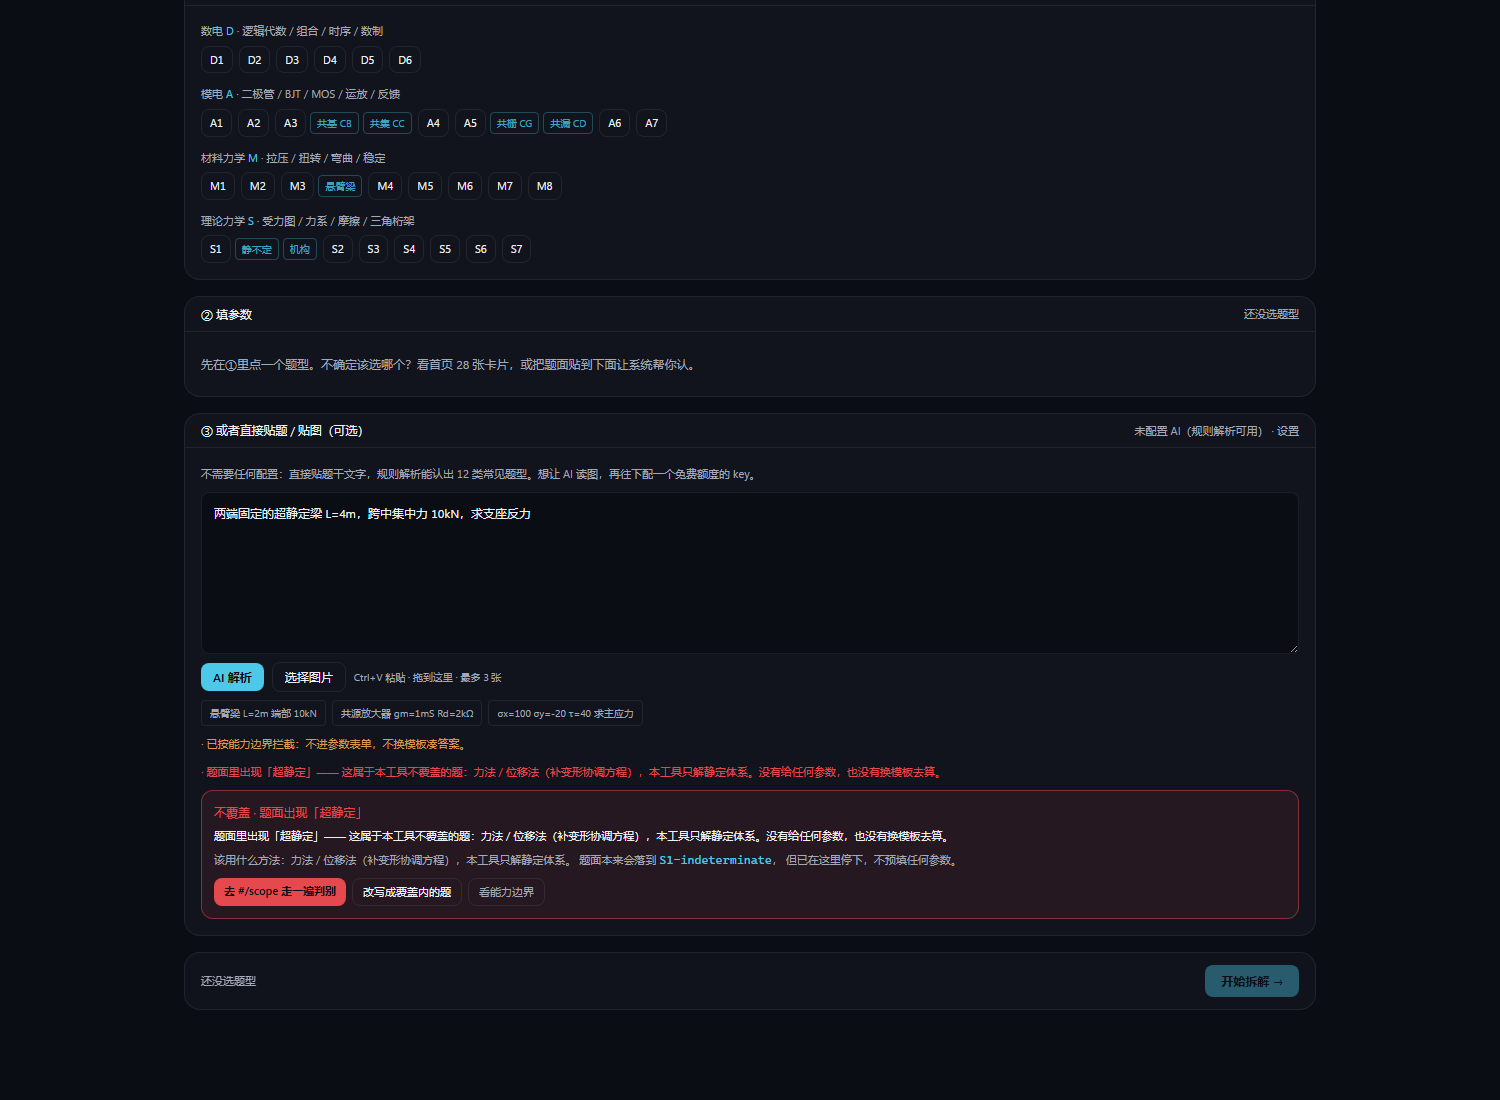 数电 D · 逻辑代数 / 组合 / 时序 / 数制
D1 D2 D3 D4 D5 D6
模电 A · 二极管 / BJT / MOS / 运放 / 反馈
A1 A2 A3 共基 CB 共集 CC A4 A5 共栅 CG 共漏 CD A6 A7
材料力学 M · 拉压 / 扭转 / 弯曲 / 稳定
M1 M2 M3 悬臂梁 M4 M5 M6 M7 M8
理论力学 S · 受力图 / 力系 / 摩擦 / 三角桁架
S1 静不定 机构 S2 S3 S4 S5 S6 S7
② 填参数 还没选题型
先在①里点一个题型。不确定该选哪个？看首页 28 张卡片，或把题面贴到下面让系统帮你认。
③ 或者直接贴题 / 贴图（可选） 未配置 AI（规则解析可用） · 设置
不需要任何配置：直接贴题干文字，规则解析能认出 12 类常见题型。想让 AI 读图，再往下配一个免费额度的 key。
两端固定的超静定梁 L=4m，跨中集中力 10kN，求支座反力
AI 解析 选择图片 Ctrl+V 粘贴 · 拖到这里 · 最多 3 张
悬臂梁 L=2m 端部 10kN 共源放大器 gm=1mS Rd=2kΩ σx=100 σy=-20 τ=40 求主应力
· 已按能力边界拦截：不进参数表单，不换模板凑答案。
· 题面里出现「超静定」—— 这属于本工具不覆盖的题：力法 / 位移法（补变形协调方程），本工具只解静定体系。没有给任何参数，也没有换模板去算。
不覆盖 · 题面出现「超静定」
题面里出现「超静定」—— 这属于本工具不覆盖的题：力法 / 位移法（补变形协调方程），本工具只解静定体系。没有给任何参数，也没有换模板去算。
该用什么方法：力法 / 位移法（补变形协调方程），本工具只解静定体系。 题面本来会落到 S1-indeterminate， 但已在这里停下，不预填任何参数。
去 #/scope 走一遍判别 改写成覆盖内的题 看能力边界
还没选题型 开始拆解 →